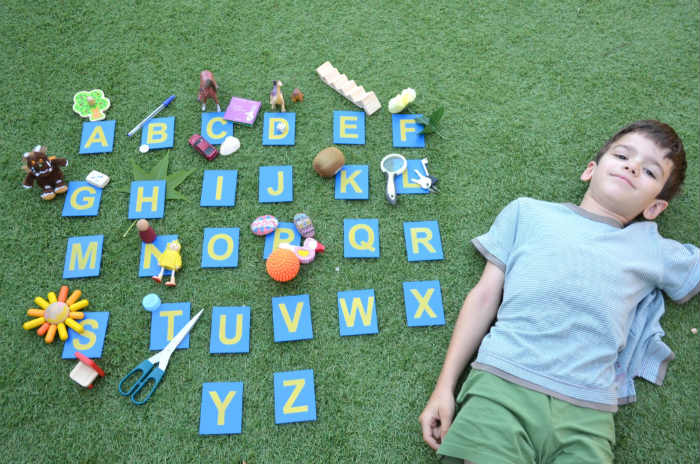 A B C D E F
G H I J K L
M N O P Q R
S T U V W X
Y Z